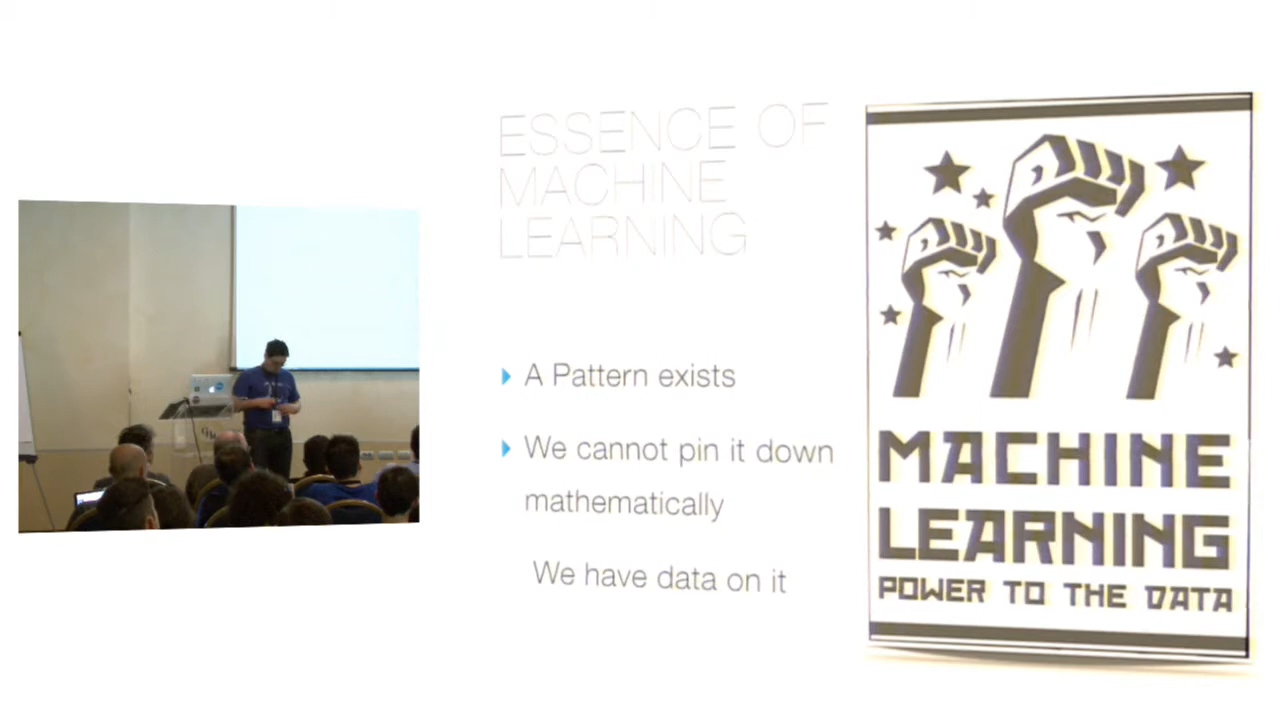 ESSENCE OF
MACHINE
LEARNING
A Pattern exists
We cannot pin it down
mathematically
We have data on it
MACHINE
LEARNING
POWER TO THE DATA